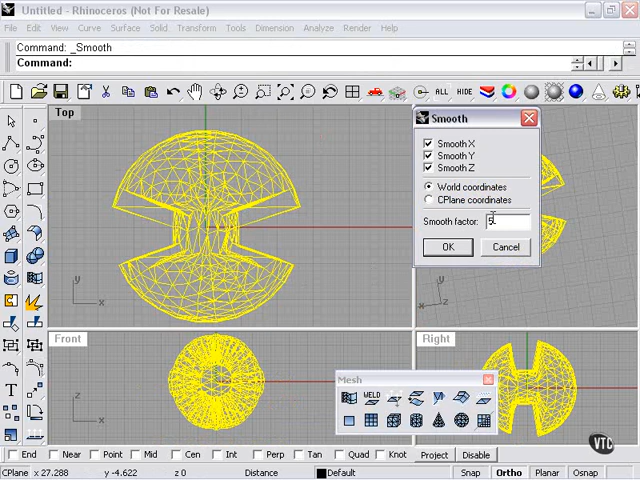 Untitled - Rhinoceros (Not For Resale)
File Edit View Curve Surface Solid Transform Tools Dimension Analyze Render Help
Command: _Smooth
Command:
ALL HIDE
Top
Smooth
Smooth X
Smooth Y
Smooth Z
World coordinates
CPlane coordinates
Smooth factor:
OK Cancel
y
x
y
x
Front
Right
Mesh
WELD
z
x
T
VTC
End Near Point Mid Cen Int Perp Tan Quad Knot Project Disable
CPlane x 27.288 y -4.622 z 0 Distance Default Snap Ortho Planar Osnap